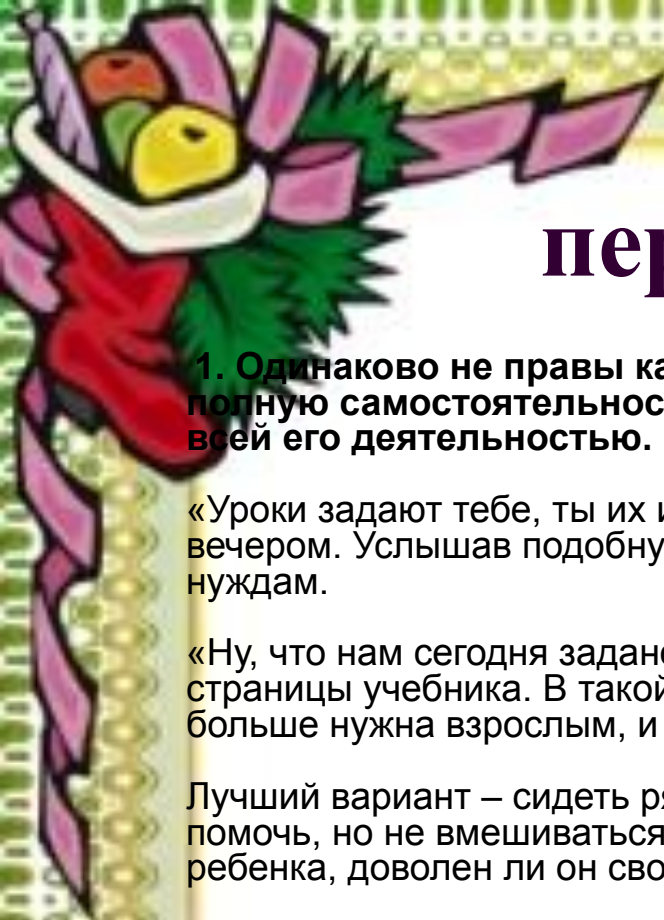 пер
1. Одинаково не правы ка
полную самостоятельнос
всей его деятельностью.
«Уроки задают тебе, ты их и
вечером. Услышав подобну
нуждам.
«Ну, что нам сегодня задано
страницы учебника. В такой
больше нужна взрослым, и
Лучший вариант – сидеть ря
помочь, но не вмешиваться
ребенка, доволен ли он сво